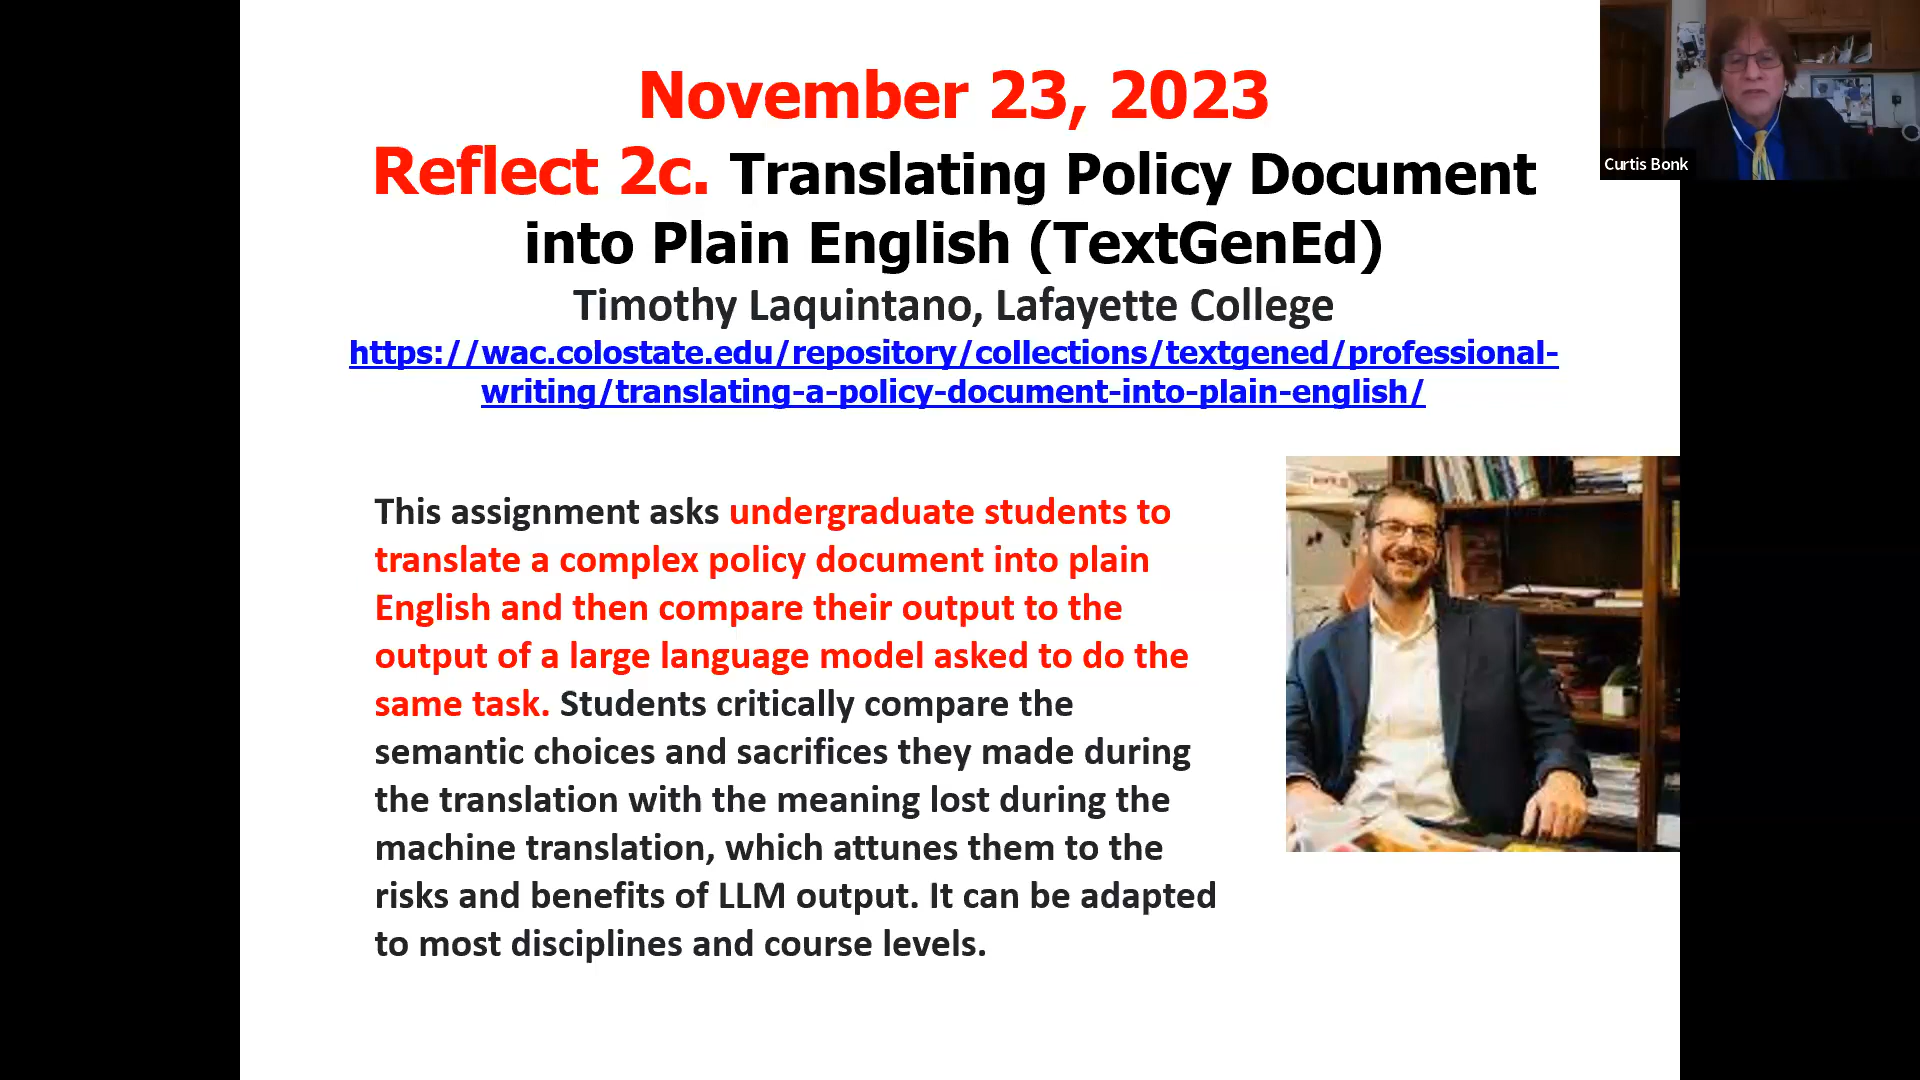 November 23, 2023
Reflect 2c. Translating Policy Document
into Plain English (TextGenEd)
Timothy Laquintano, Lafayette College
https://wac.colostate.edu/repository/collections/textgened/professional-
writing/translating-a-policy-document-into-plain-english/
This assignment asks undergraduate students to
translate a complex policy document into plain
English and then compare their output to the
output of a large language model asked to do the
same task. Students critically compare the
semantic choices and sacrifices they made during
the translation with the meaning lost during the
machine translation, which attunes them to the
risks and benefits of LLM output. It can be adapted
to most disciplines and course levels.
Curtis Bonk